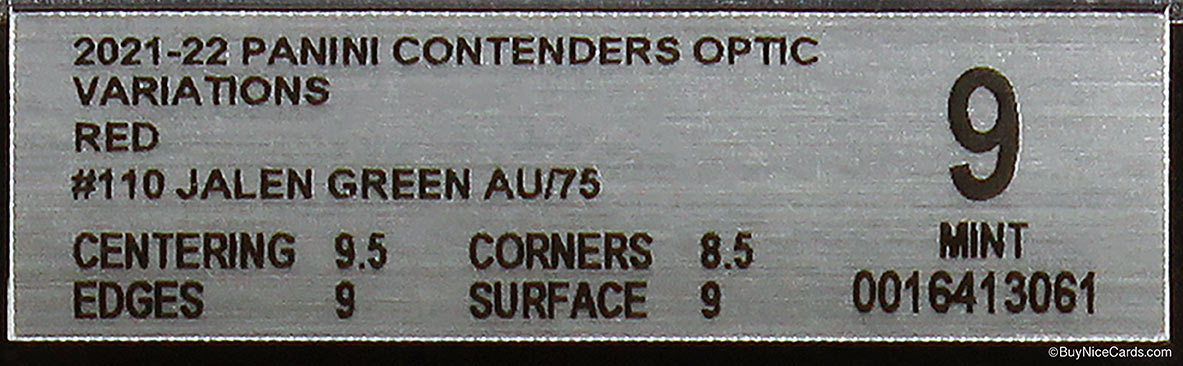 2021-22 PANINI CONTENDERS OPTIC
VARIATIONS
RED
#110 JALEN GREEN AU/75
CENTERING 9.5 CORNERS 8.5
EDGES 9 SURFACE 9
9
MINT
0016413061
©BuyNiceCards.com